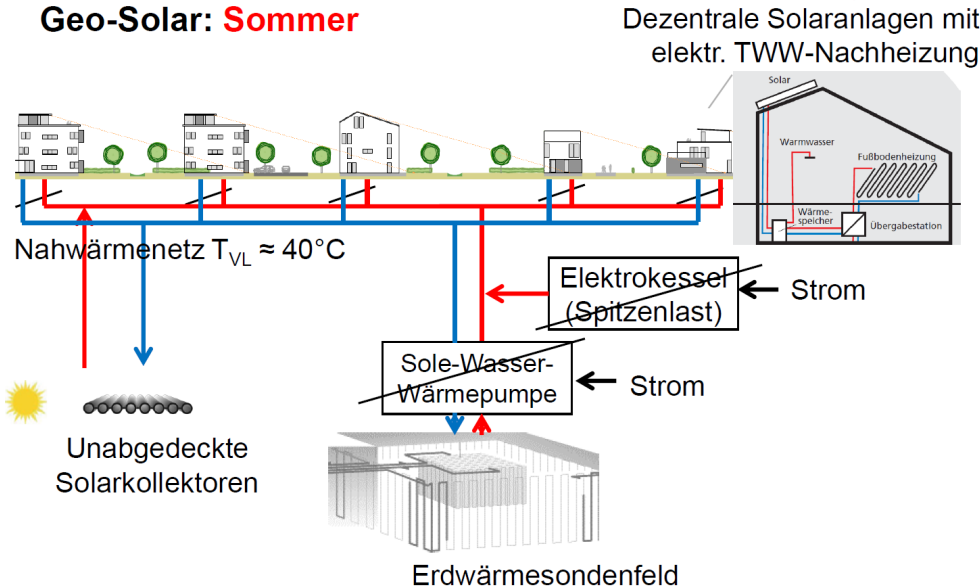 Geo-Solar: Sommer
Dezentrale Solaranlagen mit
elektr. TWW-Nachheizung
Solar
Warmwasser
Fußbodenheizung
Wärme-
speicher
Übergabestation
Nahwärmenetz T_VL ≈ 40°C
Elektrokessel
(Spitzenlast)
Strom
Sole-Wasser-
Wärmepumpe
Strom
Unabgedeckte
Solarkollektoren
Erdwärmesondenfeld